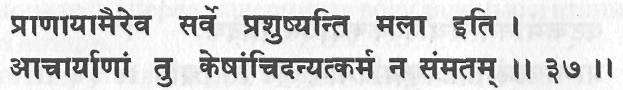 प्राणायामैरेव सर्वे प्रशुष्यन्ति मला इति ।
आचार्याणां तु केषांचिदन्यत्कर्म न संमतम् ।। ३७ ।।